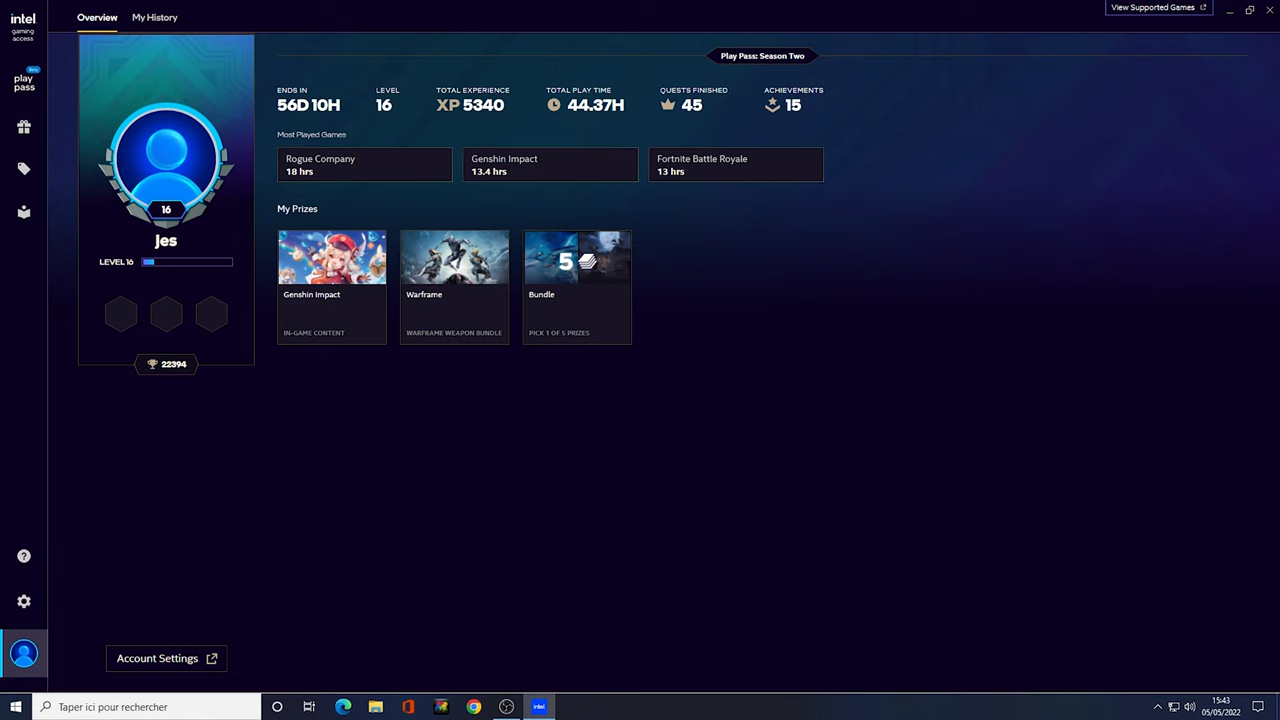 intel
gaming
access
Overview
My History
View Supported Games
Beta
play
pass
Play Pass: Season Two
ENDS IN
56D 10H
LEVEL
16
TOTAL EXPERIENCE
XP 5340
TOTAL PLAY TIME
44.37H
QUESTS FINISHED
45
ACHIEVEMENTS
15
Most Played Games
Rogue Company
18 hrs
Genshin Impact
13.4 hrs
Fortnite Battle Royale
13 hrs
16
jes
LEVEL 16
22394
My Prizes
Genshin Impact
IN-GAME CONTENT
Warframe
WARFRAME WEAPON BUNDLE
5
Bundle
PICK 1 OF 5 PRIZES
?
Account Settings
Taper ici pour rechercher
intel
15:43
05/05/2022